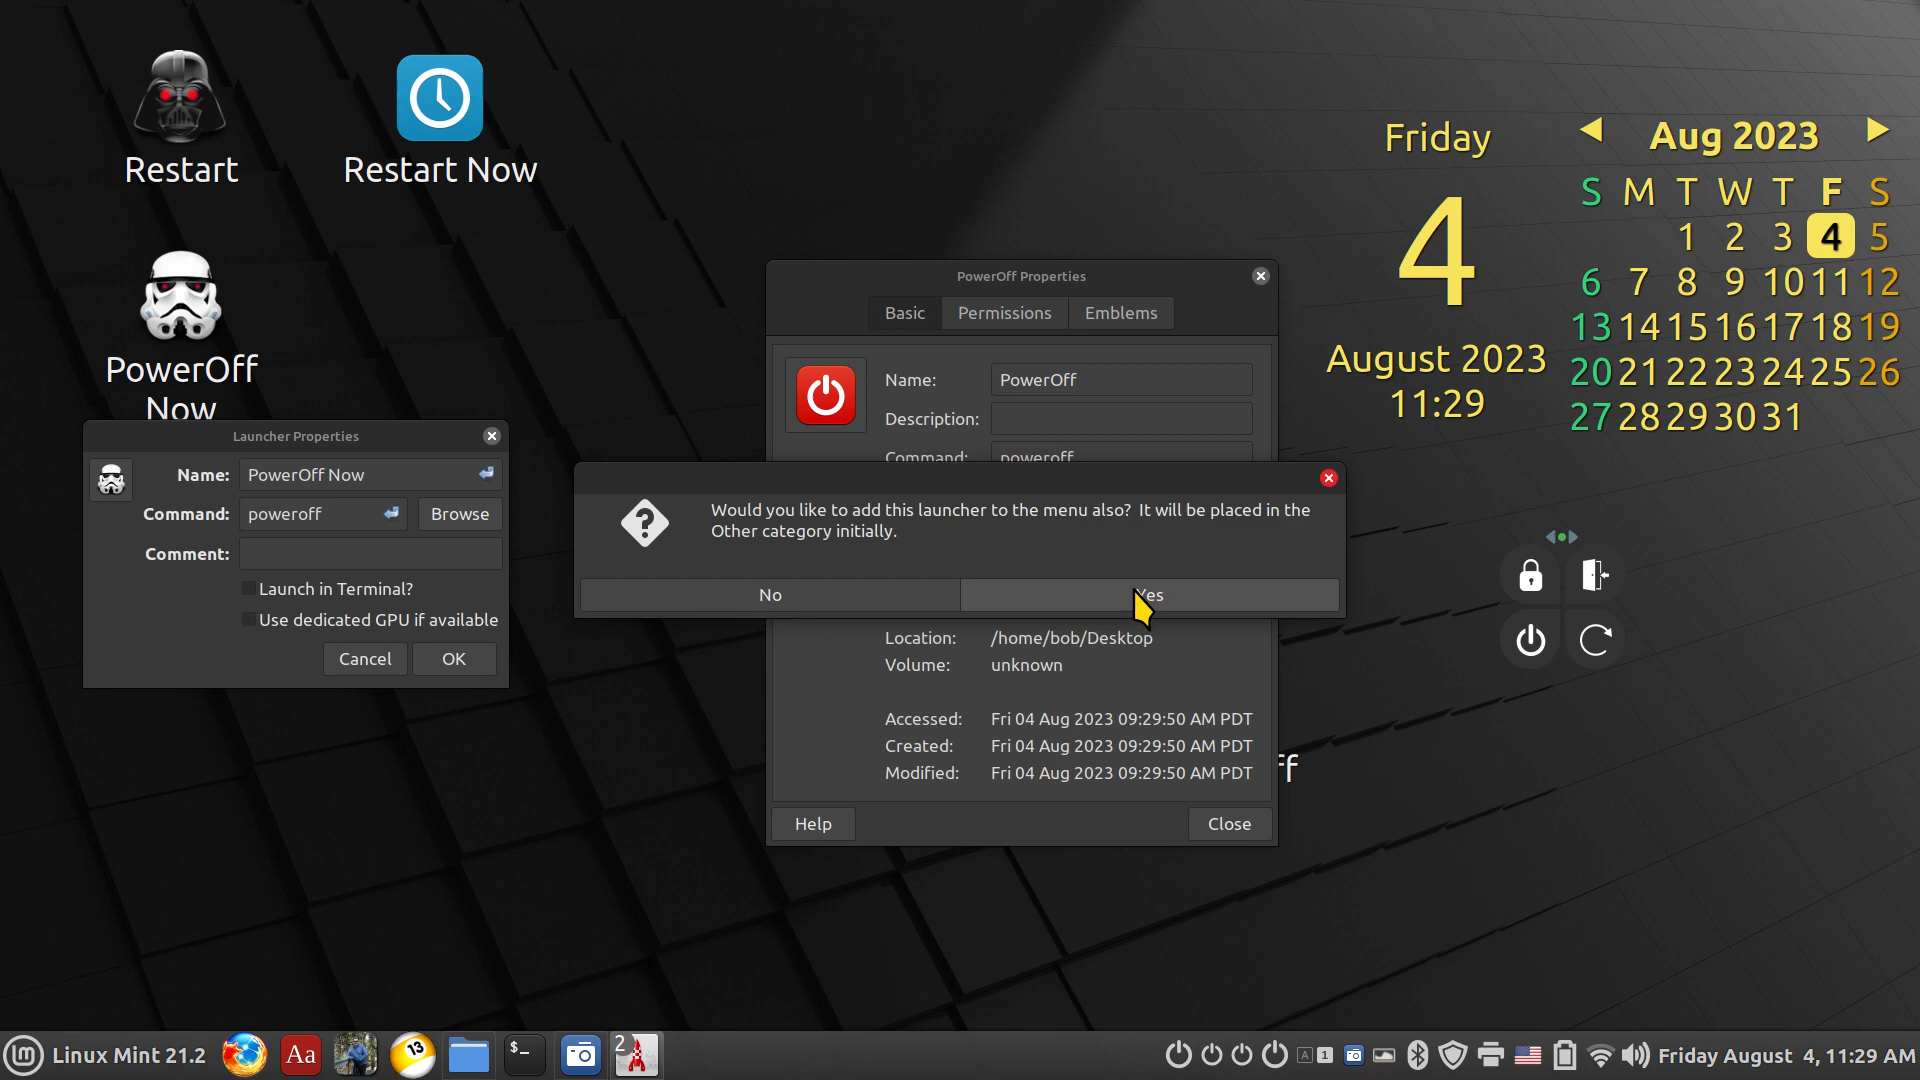 Restart
Restart Now
PowerOff
Now
Friday
4
August 2023
11:29
Aug 2023
S M T W T F S
1 2 3 4 5
6 7 8 9 10 11 12
13 14 15 16 17 18 19
20 21 22 23 24 25 26
27 28 29 30 31
PowerOff Properties
Basic Permissions Emblems
Name: PowerOff
Description:
Command: poweroff
Launcher Properties
Name: PowerOff Now
Command: poweroff Browse
Comment:
Launch in Terminal?
Use dedicated GPU if available
Cancel OK
Would you like to add this launcher to the menu also? It will be placed in the
Other category initially.
No Yes
Location: /home/bob/Desktop
Volume: unknown
Accessed: Fri 04 Aug 2023 09:29:50 AM PDT
Created: Fri 04 Aug 2023 09:29:50 AM PDT
Modified: Fri 04 Aug 2023 09:29:50 AM PDT
Help Close
ff
Linux Mint 21.2 Aa 13 $_ 2 A 1 Friday August 4, 11:29 AM